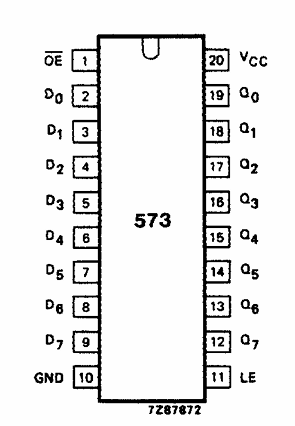 O̅E̅ 1 20 VCC
D0 2 19 Q0
D1 3 18 Q1
D2 4 17 Q2
D3 5 16 Q3
573
D4 6 15 Q4
D5 7 14 Q5
D6 8 13 Q6
D7 9 12 Q7
GND 10 11 LE
7Z87872